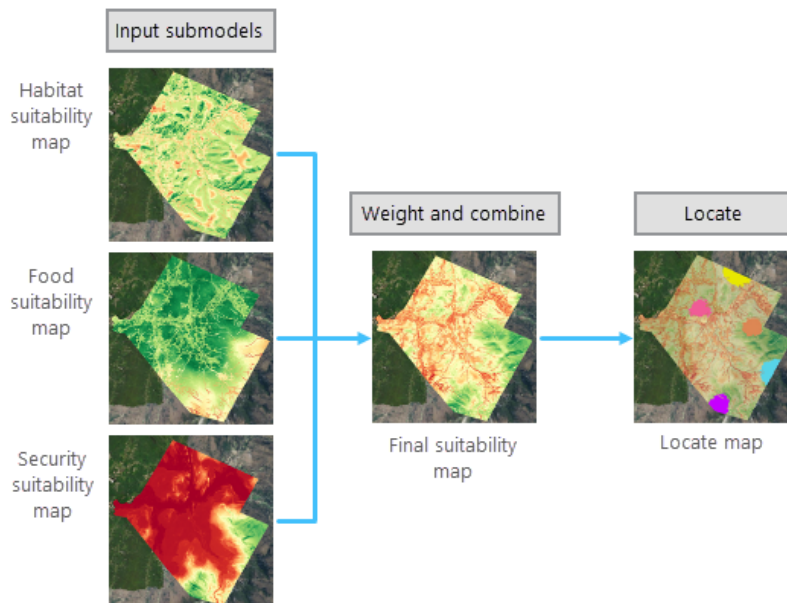 Input submodels
Habitat
suitability
map
Weight and combine
Locate
Food
suitability
map
Final suitability
map
Locate map
Security
suitability
map